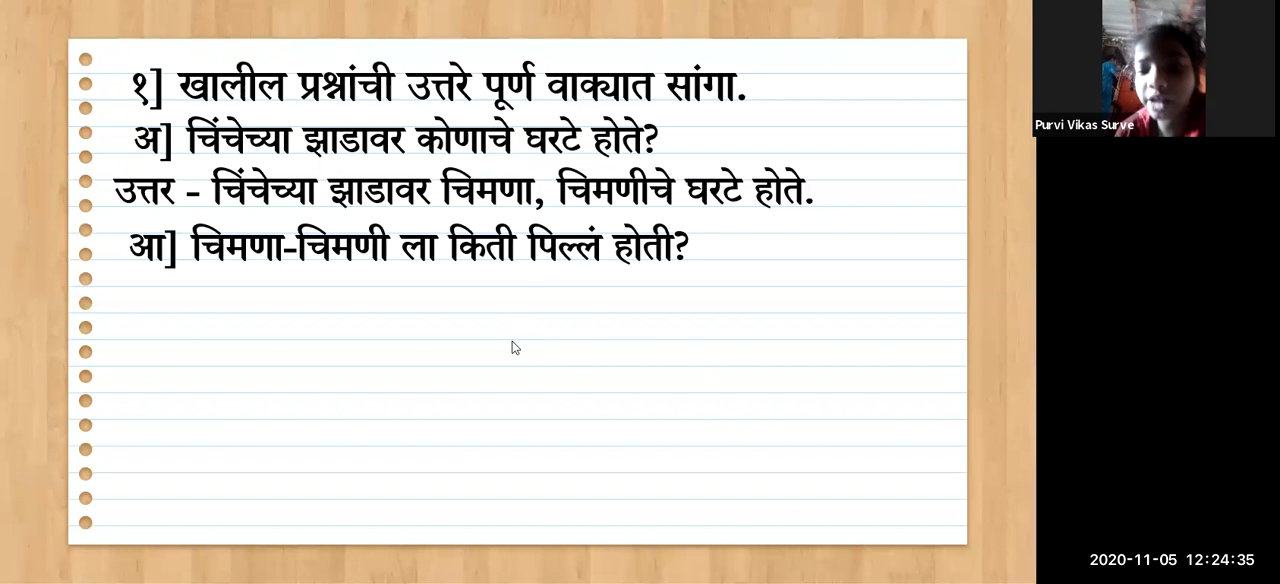 १] खालील प्रश्नांची उत्तरे पूर्ण वाक्यात सांगा.
अ] चिंचेच्या झाडावर कोणाचे घरटे होते?
उत्तर - चिंचेच्या झाडावर चिमणा, चिमणीचे घरटे होते.
आ] चिमणा-चिमणी ला किती पिल्लं होती?
Purvi Vikas Surve
2020-11-05 12:24:35